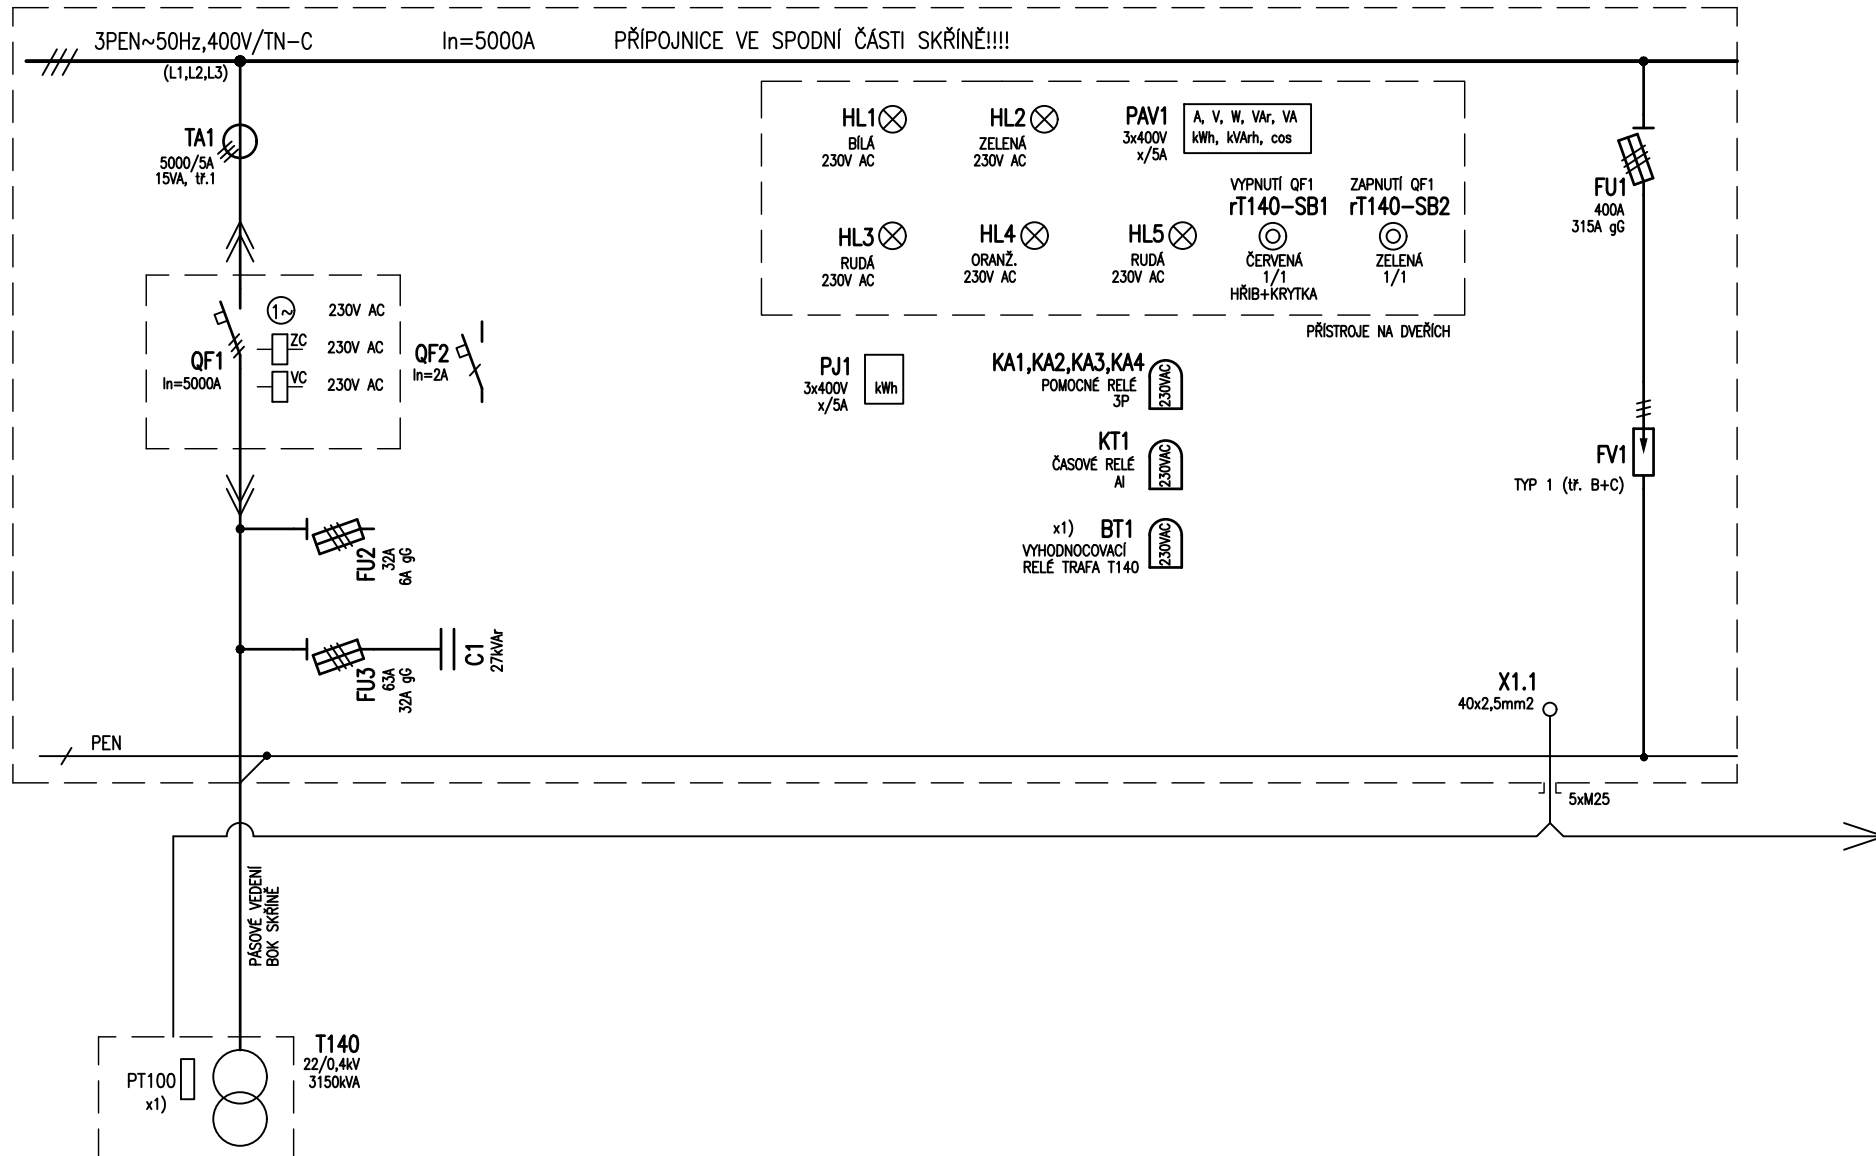 3PEN~50Hz,400V/TN-C In=5000A PŘÍPOJNICE VE SPODNÍ ČÁSTI SKŘÍNĚ!!!!
(L1,L2,L3)
TA1
5000/5A
15VA, tř.1
HL1
BÍLÁ
230V AC
HL2
ZELENÁ
230V AC
PAV1
3x400V
x/5A
A, V, W, VAr, VA
kWh, kVArh, cos
HL3
RUDÁ
230V AC
HL4
ORANŽ.
230V AC
HL5
RUDÁ
230V AC
VYPNUTÍ QF1
rT140-SB1
ČERVENÁ
1/1
HŘIB+KRYTKA
ZAPNUTÍ QF1
rT140-SB2
ZELENÁ
1/1
PŘÍSTROJE NA DVEŘÍCH
FU1
400A
315A gG
QF1
In=5000A
1~ 230V AC
ZC 230V AC
VC 230V AC
QF2
In=2A
PJ1
3x400V
x/5A
kWh
KA1,KA2,KA3,KA4
POMOCNÉ RELÉ
3P
230VAC
KT1
ČASOVÉ RELÉ
AI
230VAC
x1) BT1
VYHODNOCOVACÍ
RELÉ TRAFA T140
230VAC
FV1
TYP 1 (tř. B+C)
FU2
32A
6A gG
FU3
63A
32A gG
C1
27kVAr
X1.1
40x2,5mm2
PEN
5xM25
PÁSOVÉ VEDENÍ
BOK SKŘÍNĚ
T140
22/0,4kV
3150kVA
PT100
x1)